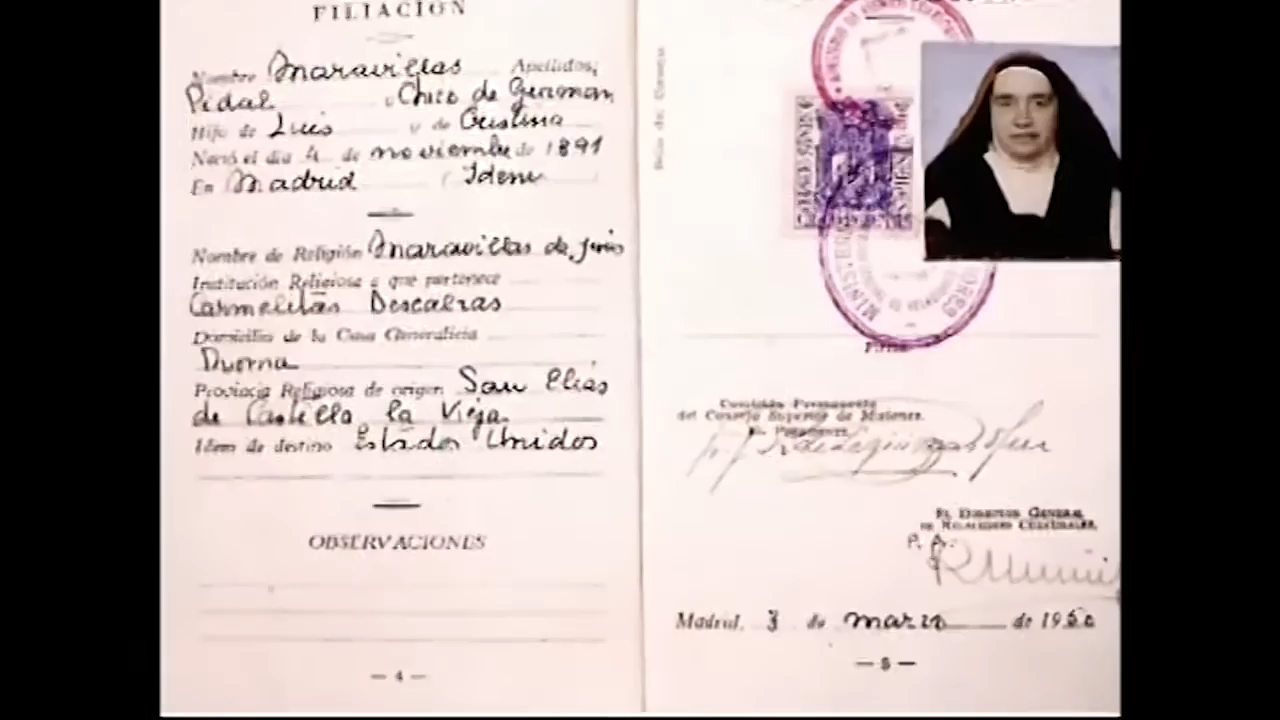 FILIACION
Nombre Maravillas Apellidos,
Pidal y Chico de Guzman
Hijo de Luis y de Cristina
Nació el día 4 de noviembre de 1891
En Madrid ( Idem
Nombre de Religión Maravillas de Jesús
Institución Religiosa a que pertenece
Carmelitas Descalzas
Domicilio de la Casa Generalicia
Duerna
Provincia Religiosa de origen San Elías
de Castilla la Vieja.
Idem de destino Estados Unidos
OBSERVACIONES
— 4 —
Firma
Comisión Permanente
del Consejo Superior de Misiones.
El Presidente,
EL DIRECTOR GENERAL
DE RELACIONES CULTURALES,
P. A.
Madrid, 3 de marzo de 1950
— 5 —